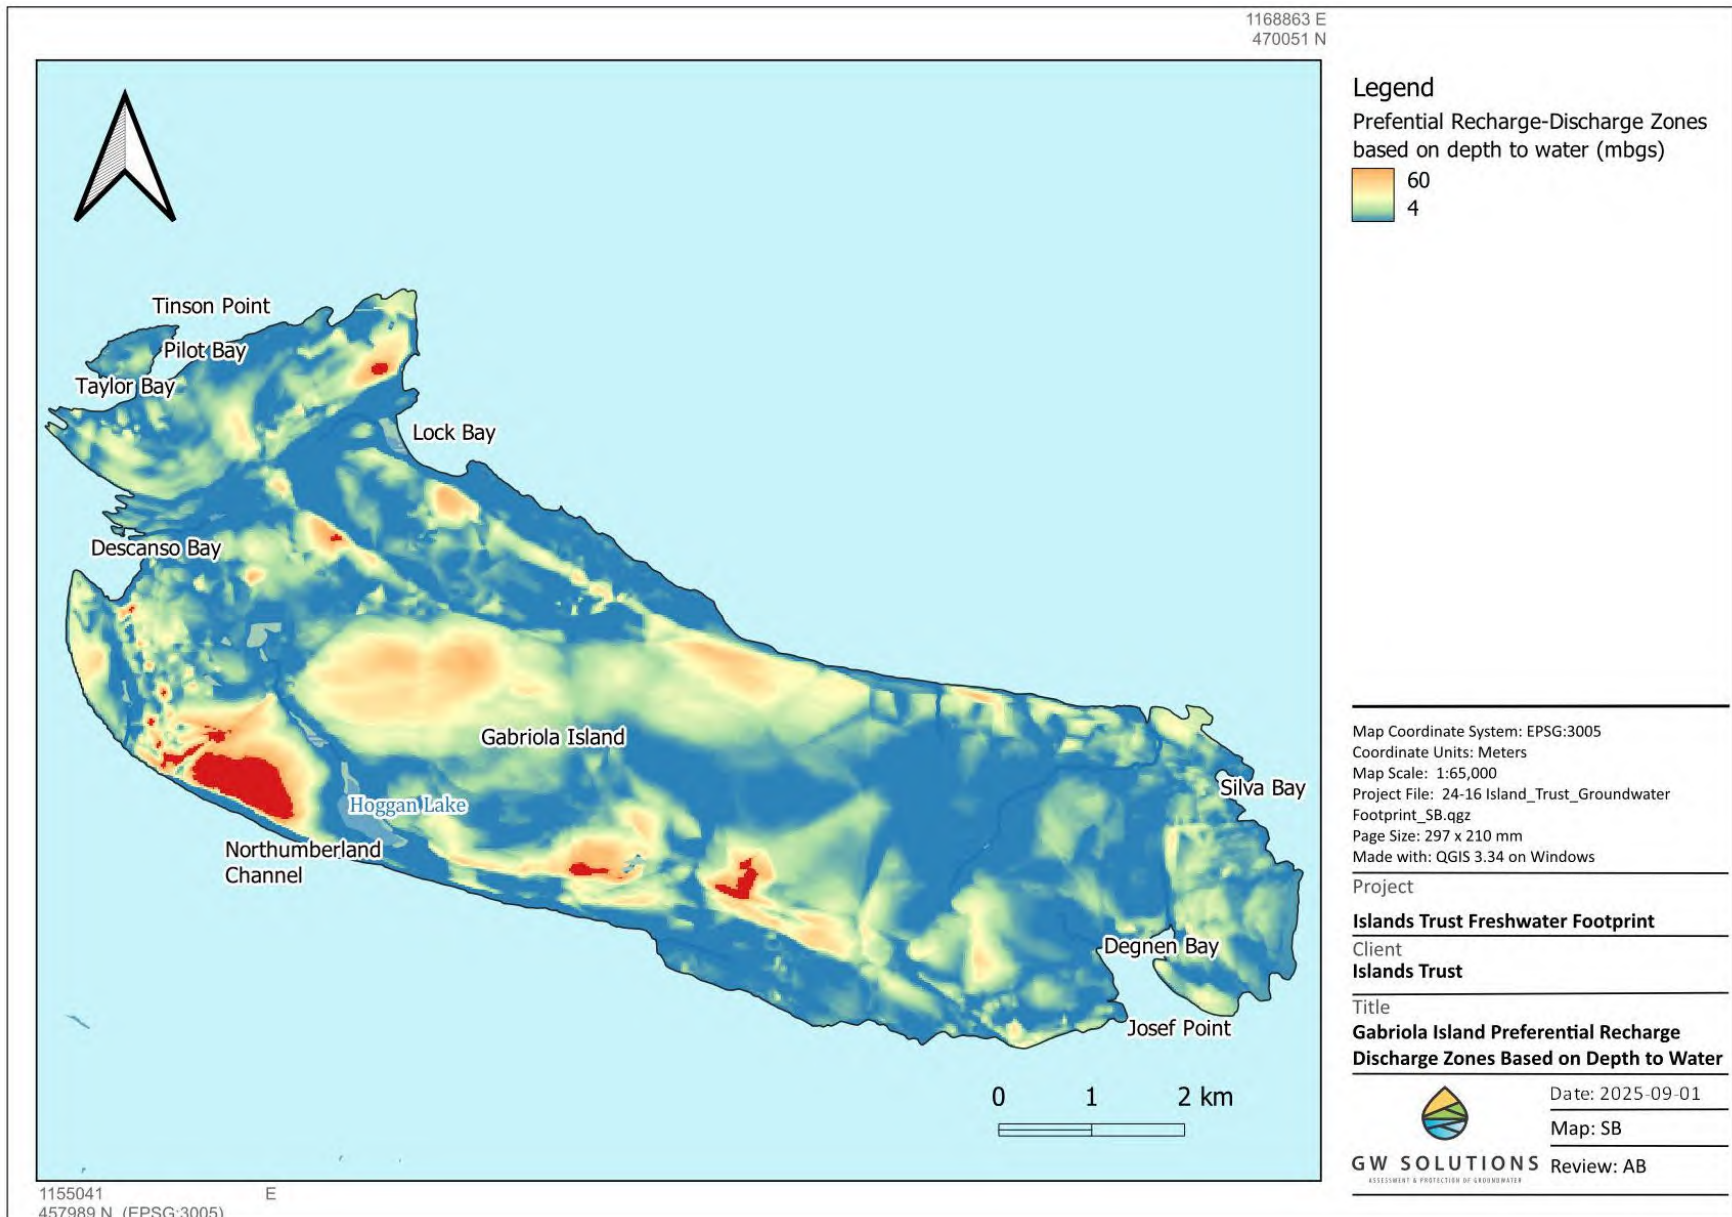 1168863 E
470051 N
Legend
Prefential Recharge-Discharge Zones
based on depth to water (mbgs)
60
4
Tinson Point
Pilot Bay
Taylor Bay
Lock Bay
Descanso Bay
Gabriola Island
Hoggan Lake
Northumberland
Channel
Silva Bay
Degnen Bay
Josef Point
0 1 2 km
Map Coordinate System: EPSG:3005
Coordinate Units: Meters
Map Scale: 1:65,000
Project File: 24-16 Island_Trust_Groundwater
Footprint_SB.qgz
Page Size: 297 x 210 mm
Made with: QGIS 3.34 on Windows
Project
Islands Trust Freshwater Footprint
Client
Islands Trust
Title
Gabriola Island Preferential Recharge
Discharge Zones Based on Depth to Water
Date: 2025-09-01
Map: SB
Review: AB
GW SOLUTIONS
ASSESSMENT & PROTECTION OF GROUNDWATER
1155041 E
457989 N (EPSG:3005)